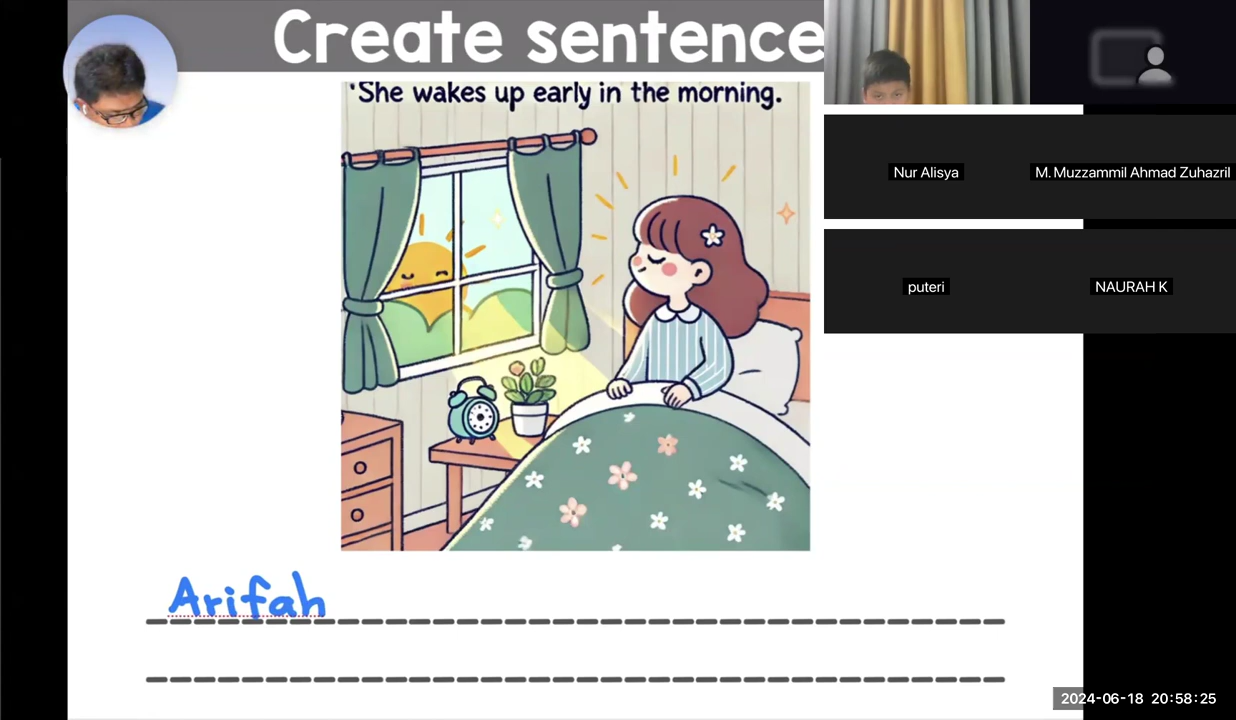 Create sentence
'She wakes up early in the morning.
Nur Alisya
M. Muzzammil Ahmad Zuhazril
puteri
NAURAH K
Arifah
2024-06-18 20:58:25